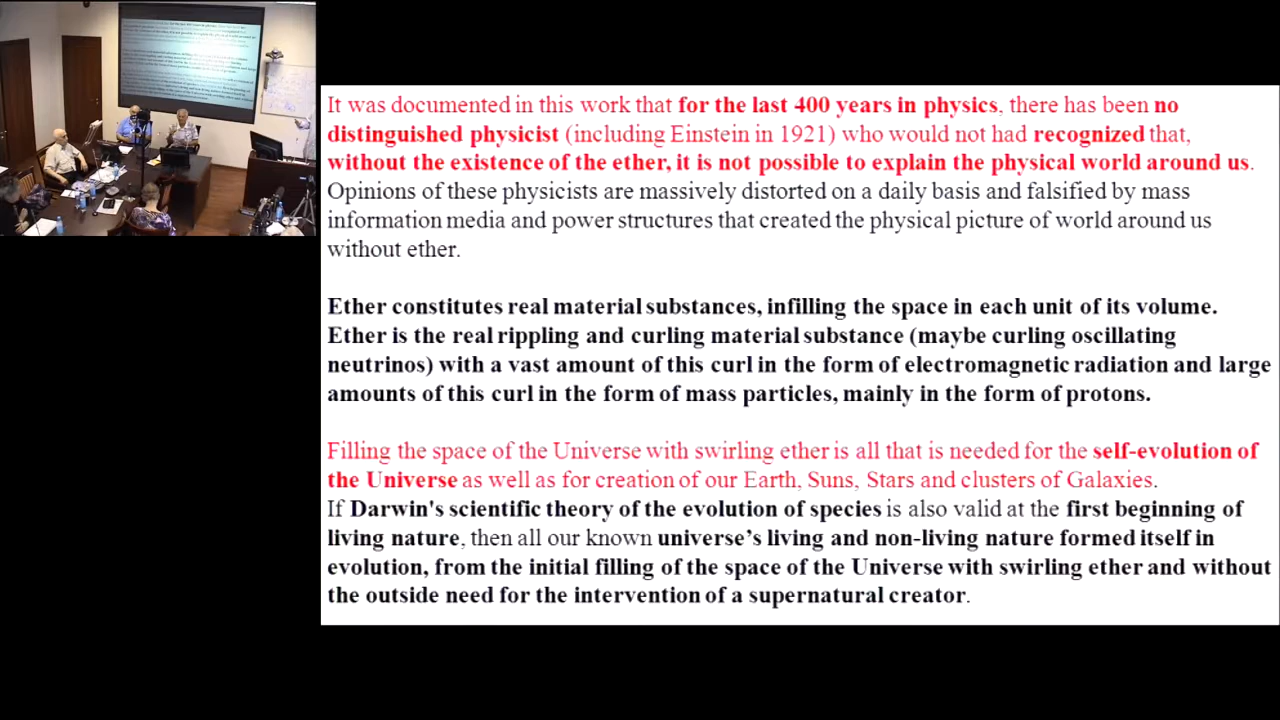 It was documented in this work that for the last 400 years in physics, there has been no
distinguished physicist (including Einstein in 1921) who would not had recognized that,
without the existence of the ether, it is not possible to explain the physical world around us.
Opinions of these physicists are massively distorted on a daily basis and falsified by mass
information media and power structures that created the physical picture of world around us
without ether.
Ether constitutes real material substances, infilling the space in each unit of its volume.
Ether is the real rippling and curling material substance (maybe curling oscillating
neutrinos) with a vast amount of this curl in the form of electromagnetic radiation and large
amounts of this curl in the form of mass particles, mainly in the form of protons.
Filling the space of the Universe with swirling ether is all that is needed for the self-evolution of
the Universe as well as for creation of our Earth, Suns, Stars and clusters of Galaxies.
If Darwin's scientific theory of the evolution of species is also valid at the first beginning of
living nature, then all our known universe’s living and non-living nature formed itself in
evolution, from the initial filling of the space of the Universe with swirling ether and without
the outside need for the intervention of a supernatural creator.